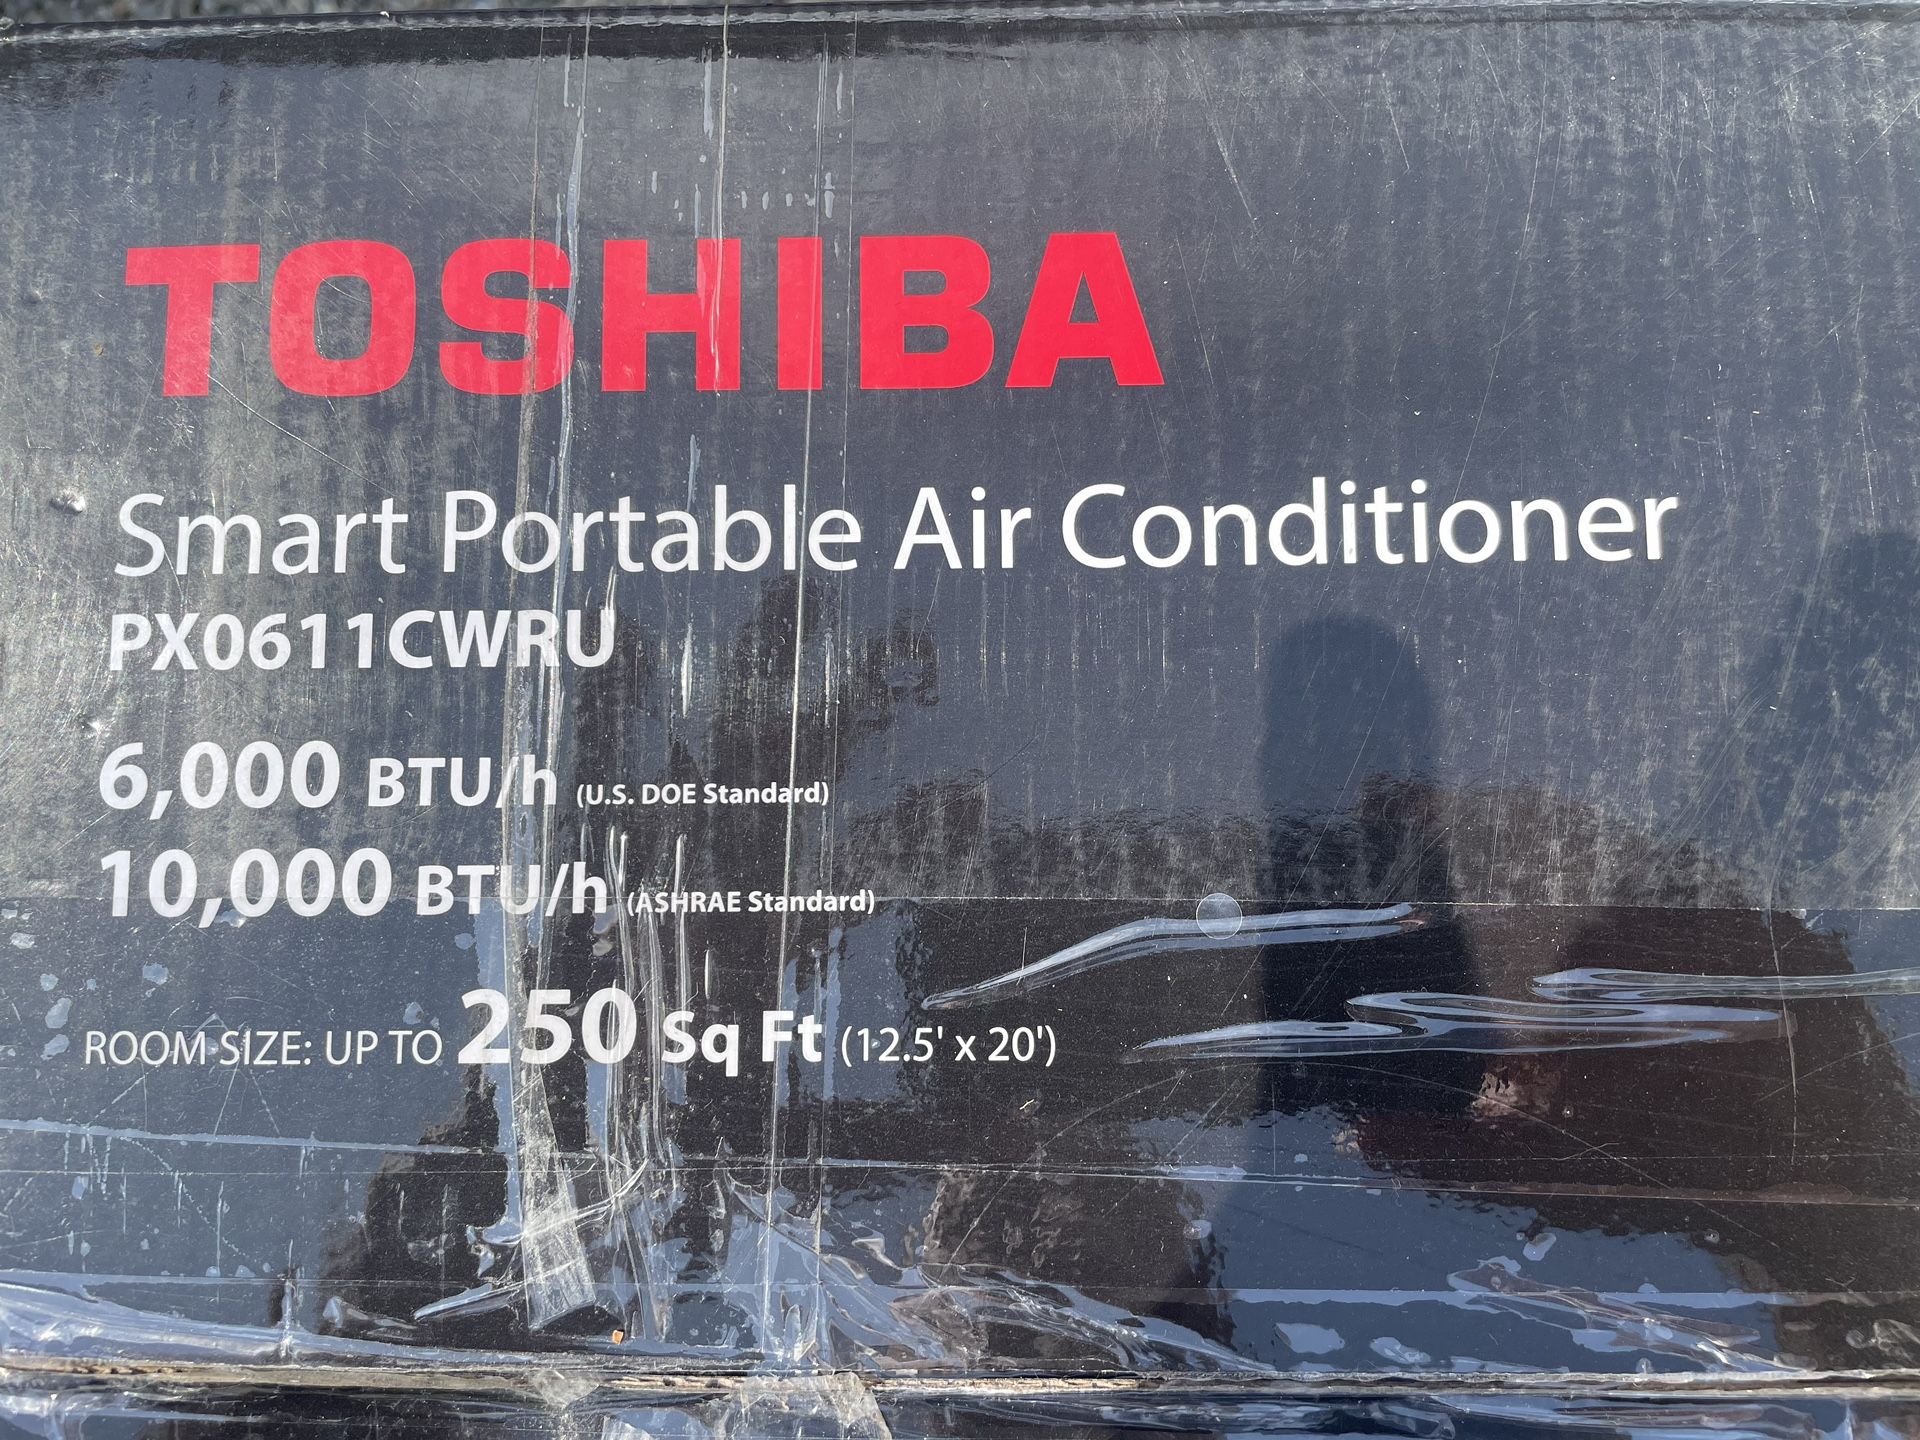 TOSHIBA
Smart Portable Air Conditioner
PX0611CWRU
6,000 BTU/h (U.S. DOE Standard)
10,000 BTU/h (ASHRAE Standard)
ROOM SIZE: UP TO 250 Sq Ft (12.5' x 20')